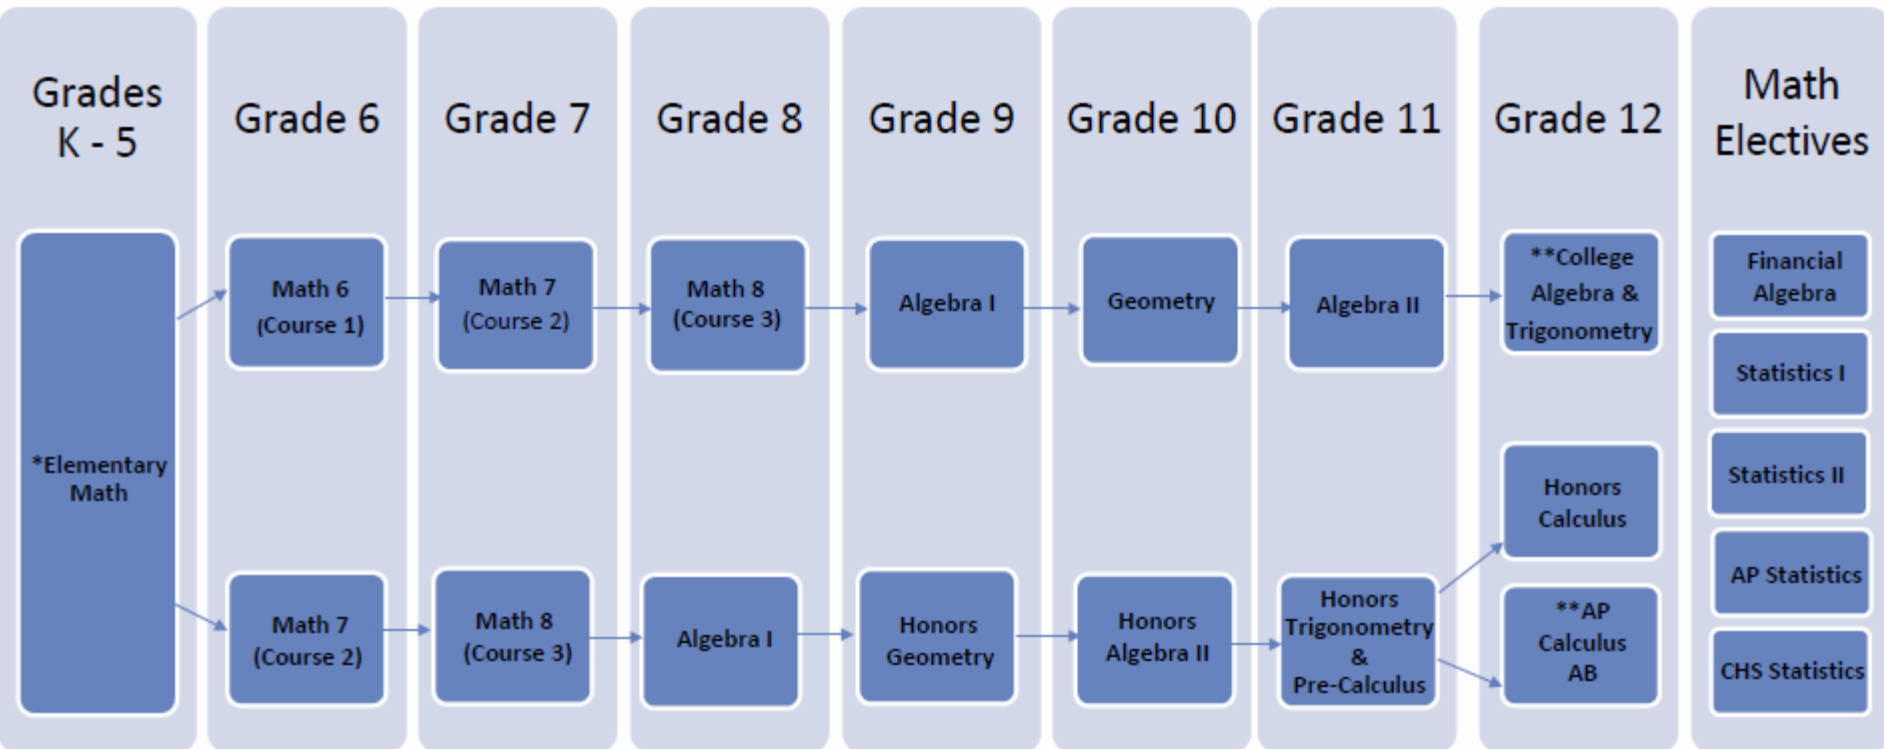 Grades
K - 5
Grade 6
Grade 7
Grade 8
Grade 9
Grade 10
Grade 11
Grade 12
Math
Electives
*Elementary
Math
Math 6
(Course 1)
Math 7
(Course 2)
Math 8
(Course 3)
Algebra I
Geometry
Algebra II
**College
Algebra &
Trigonometry
Math 7
(Course 2)
Math 8
(Course 3)
Algebra I
Honors
Geometry
Honors
Algebra II
Honors
Trigonometry
&
Pre-Calculus
Honors
Calculus
**AP
Calculus
AB
Financial
Algebra
Statistics I
Statistics II
AP Statistics
CHS Statistics